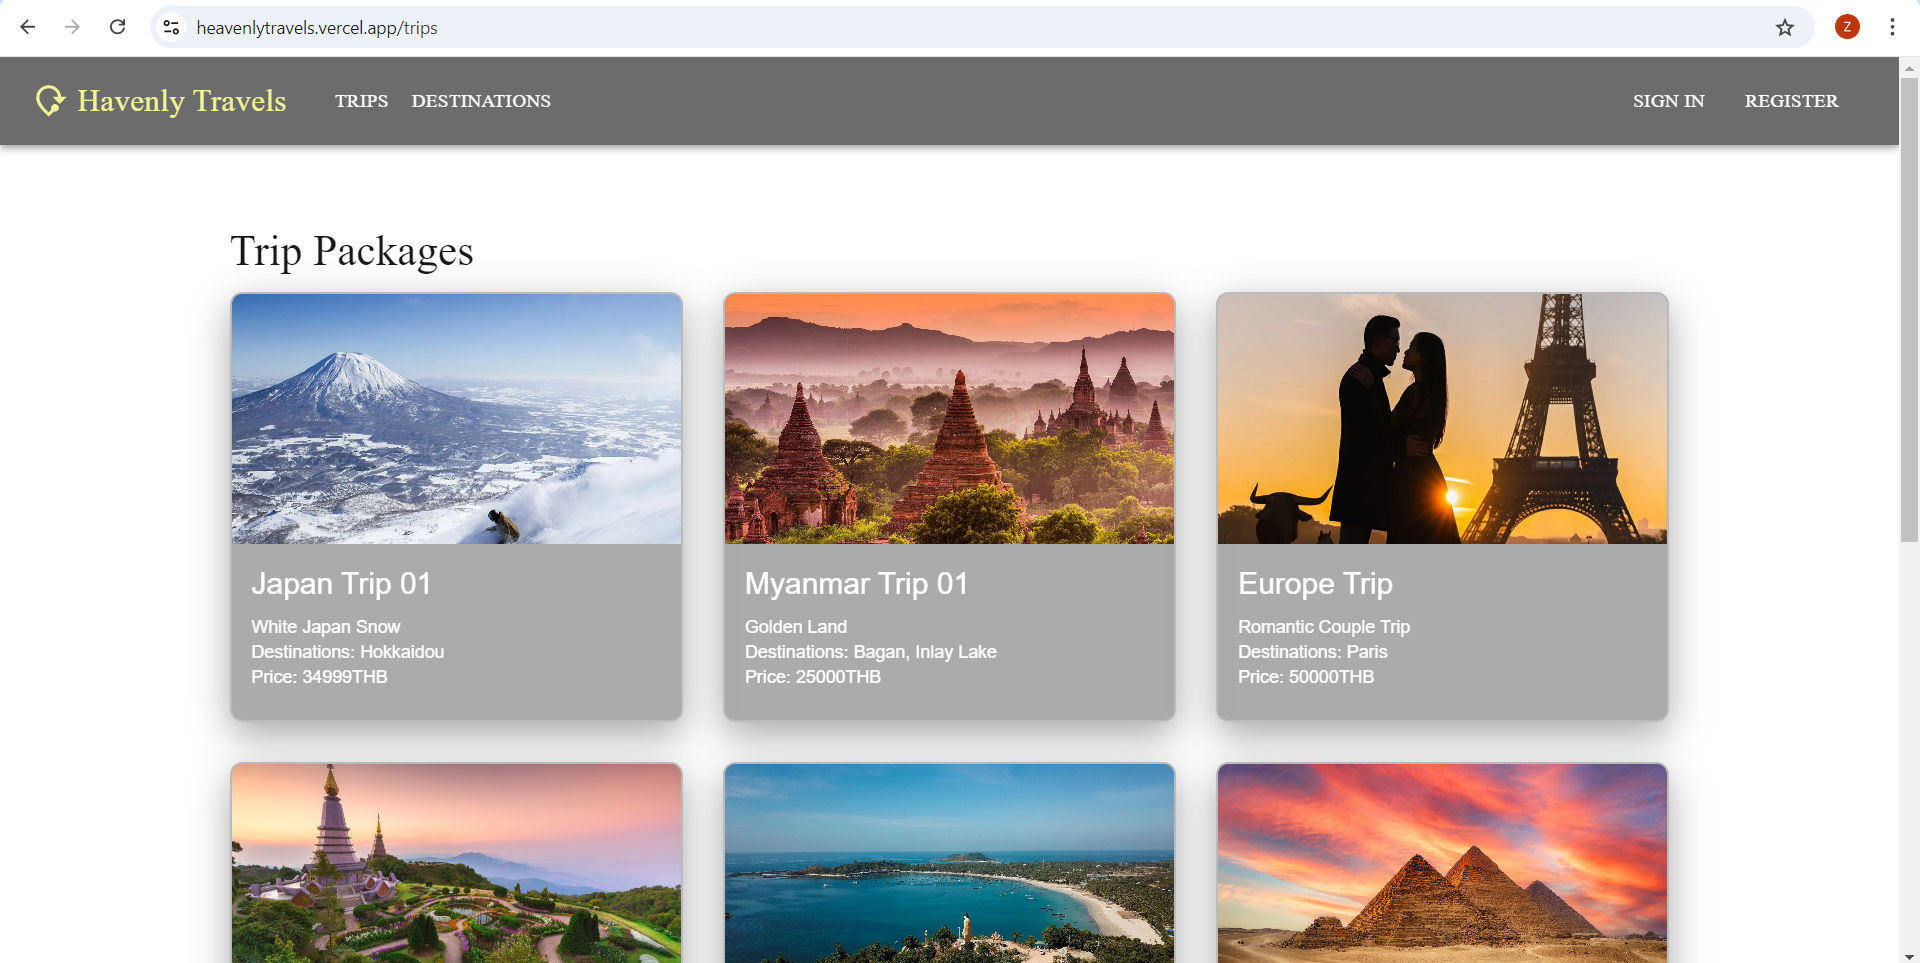 heavenlytravels.vercel.app/trips
Z
Havenly Travels
TRIPS
DESTINATIONS
SIGN IN
REGISTER
Trip Packages
Japan Trip 01
White Japan Snow
Destinations: Hokkaidou
Price: 34999THB
Myanmar Trip 01
Golden Land
Destinations: Bagan, Inlay Lake
Price: 25000THB
Europe Trip
Romantic Couple Trip
Destinations: Paris
Price: 50000THB